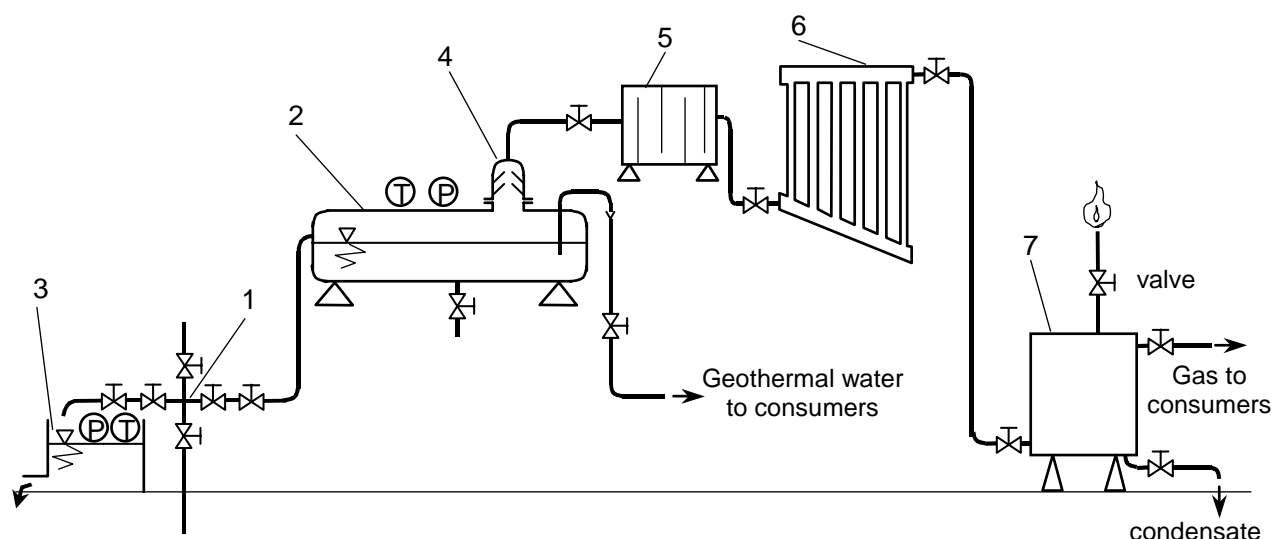 6
5
4
2
T P
7
valve
3
1
Geothermal water
to consumers
Gas to
consumers
P T
condensate